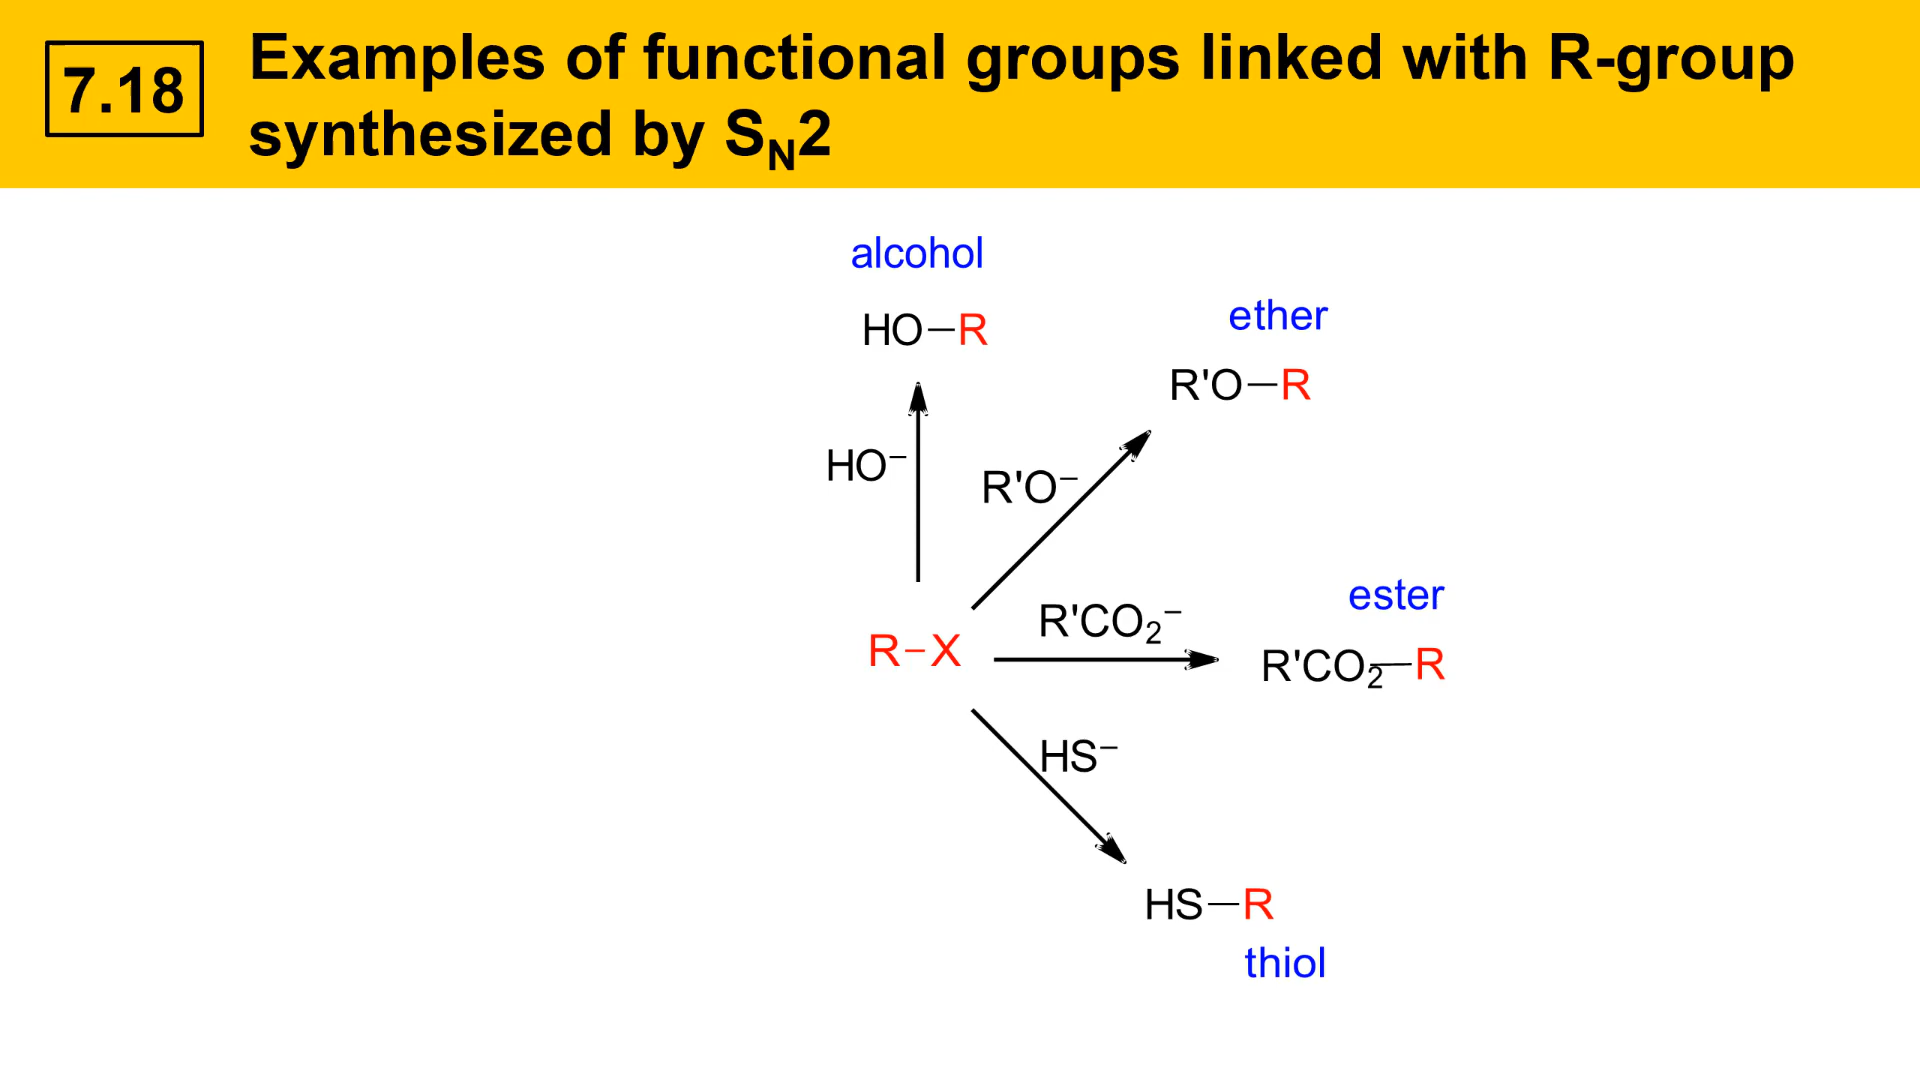 7.18
Examples of functional groups linked with R-group
synthesized by S_N2
alcohol
HO–R
ether
R'O–R
HO⁻
R'O⁻
ester
R'CO₂⁻
R–X
R'CO₂–R
HS⁻
HS–R
thiol